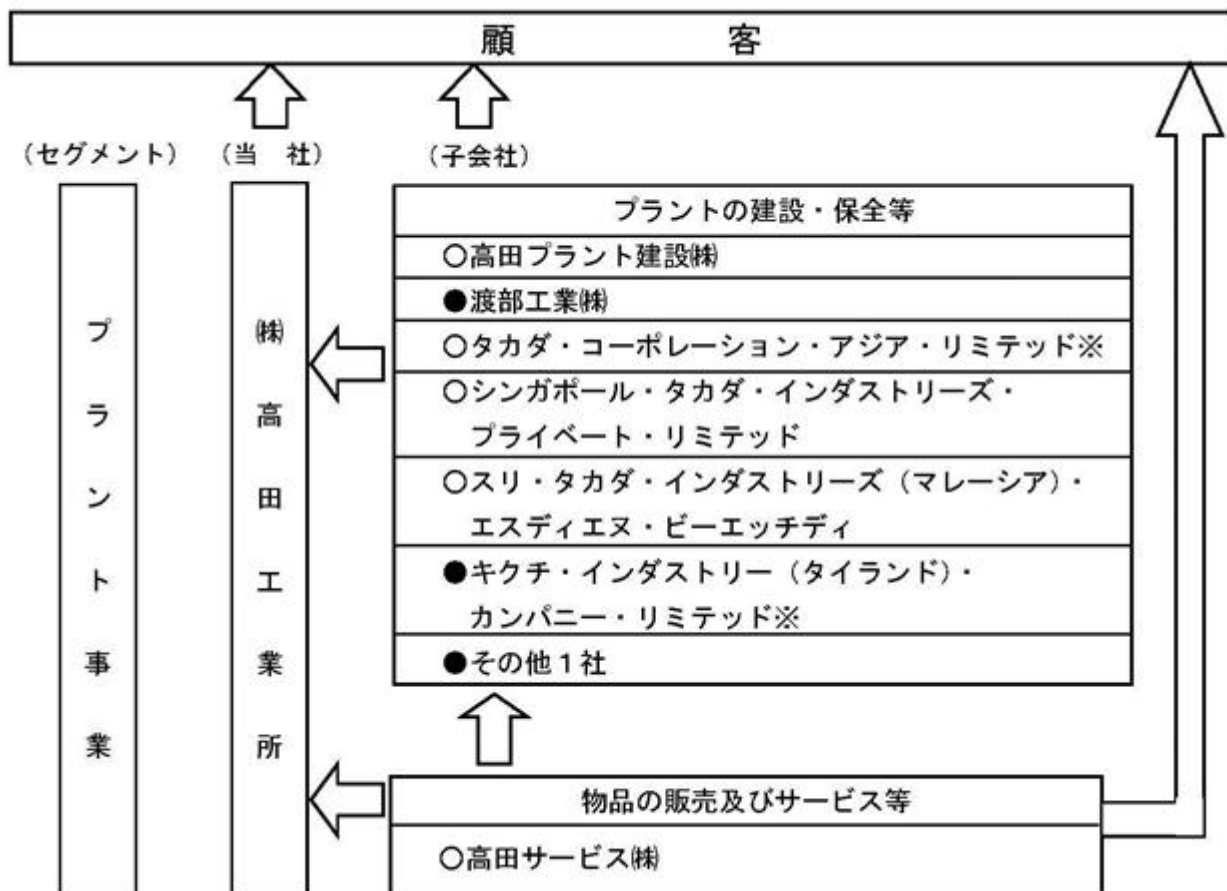 顧客
(セグメント)
(当 社)
(子会社)
プラント事業
㈱高田工業所
プラントの建設・保全等
○高田プラント建設㈱
●渡部工業㈱
○タカダ・コーポレーション・アジア・リミテッド※
○シンガポール・タカダ・インダストリーズ・
プライベート・リミテッド
○スリ・タカダ・インダストリーズ(マレーシア)・
エスディエヌ・ビーエッチディ
●キクチ・インダストリー(タイランド)・
カンパニー・リミテッド※
●その他1社
物品の販売及びサービス等
○高田サービス㈱